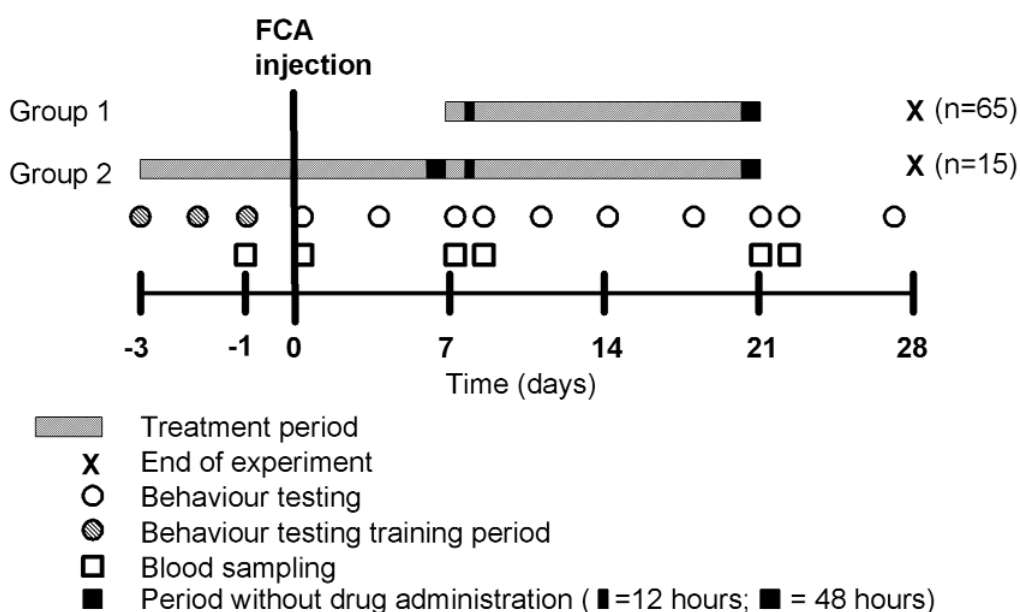 FCA
injection
Group 1
X (n=65)
Group 2
X (n=15)
-3 -1 0 7 14 21 28
Time (days)
Treatment period
X End of experiment
Behaviour testing
Behaviour testing training period
Blood sampling
Period without drug administration ( =12 hours; = 48 hours)